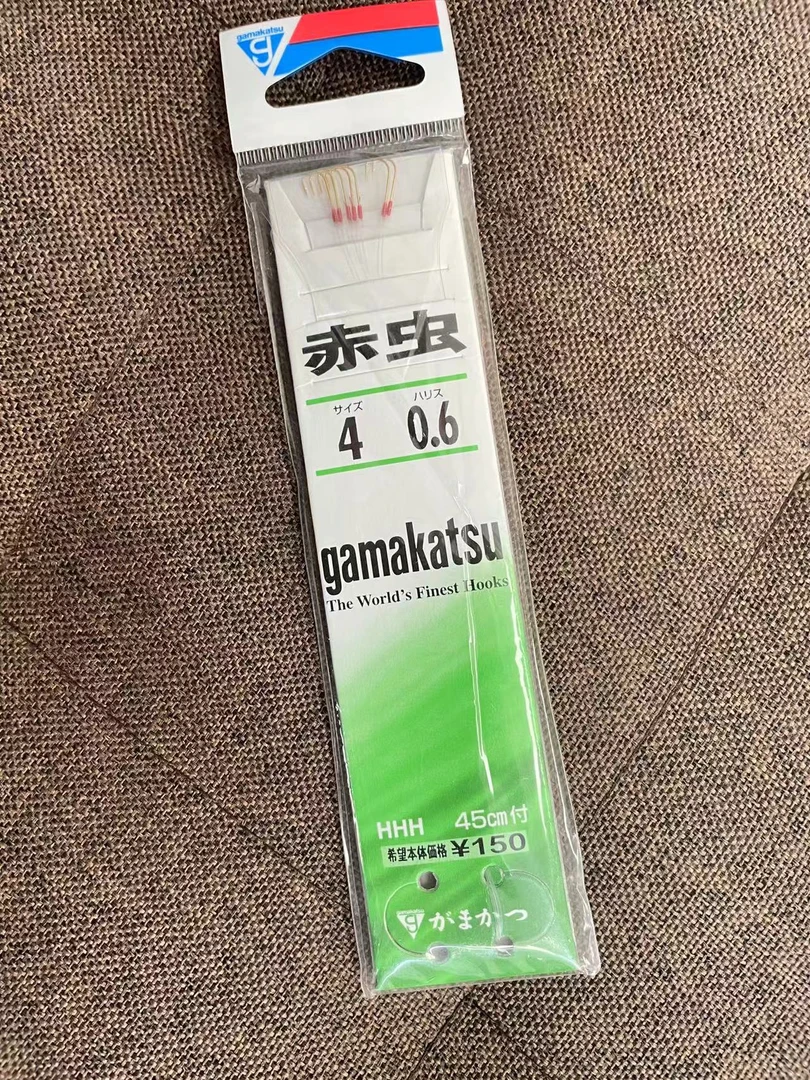 gamakatsu
g
赤虫
サイズ ハリス
4 0.6
gamakatsu
The World's Finest Hooks
HHH 45cm付
希望本体価格 ¥150
g がまかつ